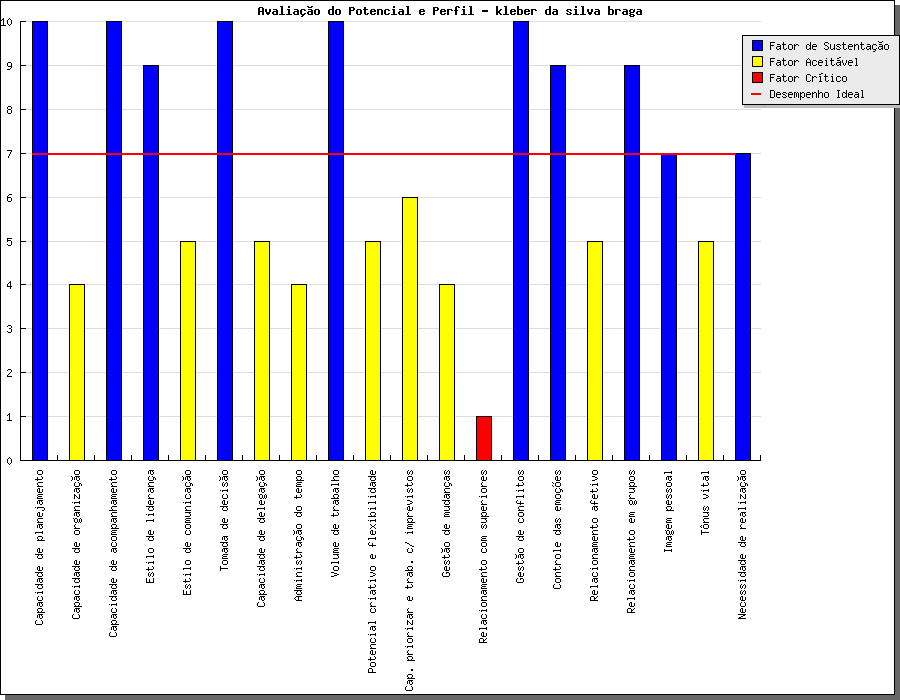 Avaliação do Potencial e Perfil - kleber da silva braga
Fator de Sustentação
Fator Aceitável
Fator Crítico
Desempenho Ideal
10
9
8
7
6
5
4
3
2
1
0
Capacidade de planejamento
Capacidade de organização
Capacidade de acompanhamento
Estilo de liderança
Estilo de comunicação
Tomada de decisão
Capacidade de delegação
Administração do tempo
Volume de trabalho
Potencial criativo e flexibilidade
Cap. priorizar e trab. c/ imprevistos
Gestão de mudanças
Relacionamento com superiores
Gestão de conflitos
Controle das emoções
Relacionamento afetivo
Relacionamento em grupos
Imagem pessoal
Tônus vital
Necessidade de realização